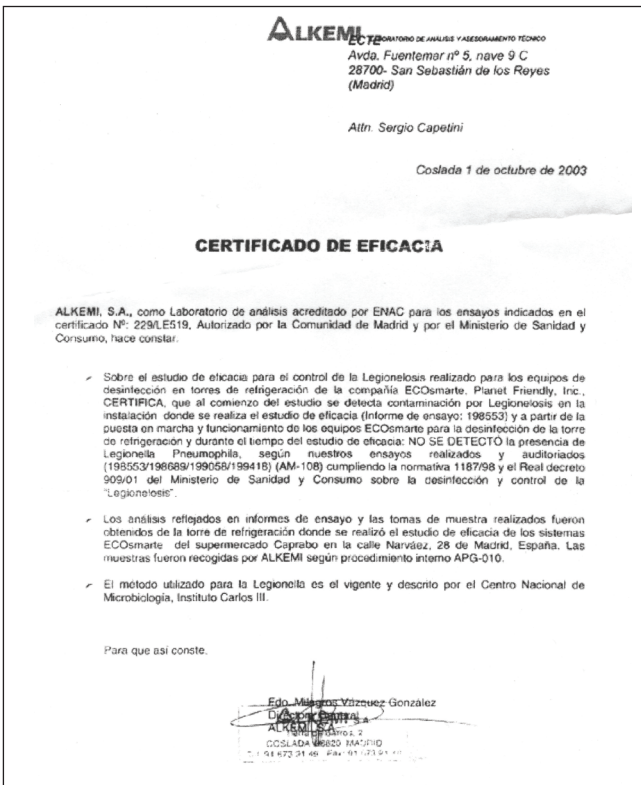 ALKEMI
LABORATORIO DE ANALISIS Y ASESORAMIENTO TÉCNICO
Avda. Fuentemar nº 5, nave 9 C
28700- San Sebastián de los Reyes
(Madrid)
Attn. Sergio Capetini
Coslada 1 de octubre de 2003
CERTIFICADO DE EFICACIA
ALKEMI, S.A., como Laboratorio de análisis acreditado por ENAC para los ensayos indicados en el
certificado Nº: 229/LE519, Autorizado por la Comunidad de Madrid y por el Ministerio de Sanidad y
Consumo, hace constar.
Sobre el estudio de eficacia para el control de la Legionelosis realizado para los equipos de
desinfección en torres de refrigeración de la compañía ECOsmarte. Planet Friendly, Inc.,
CERTIFICA, que al comienzo del estudio se detecta contaminación por Legionelosis en la
instalación donde se realiza el estudio de eficacia (Informe de ensayo: 198553) y a partir de la
puesta en marcha y funcionamiento de los equipos ECOsmarte para la desinfección de la torre
de refrigeración y durante el tiempo del estudio de eficacia: NO SE DETECTÓ la presencia de
Legionella Pneumophila, según nuestros ensayos realizados y auditoriados
(198553/198689/199058/199418) (AM-108) cumpliendo la normativa 1187/98 y el Real decreto
909/01 del Ministerio de Sanidad y Consumo sobre la desinfección y control de la
"Legionelosis".
Los análisis reflejados en informes de ensayo y las tomas de muestra realizados fueron
obtenidos de la torre de refrigeración donde se realizó el estudio de eficacia de los sistemas
ECOsmarte del supermercado Caprabo en la calle Narváez, 28 de Madrid, España. Las
muestras fueron recogidas por ALKEMI según procedimiento interno APG-010.
El método utilizado para la Legionella es el vigente y descrito por el Centro Nacional de
Microbiología, Instituto Carlos III.
Para que así conste.
Fdo. Milagros Vázquez González
ALKEMI S.A.
COSLADA MADRID